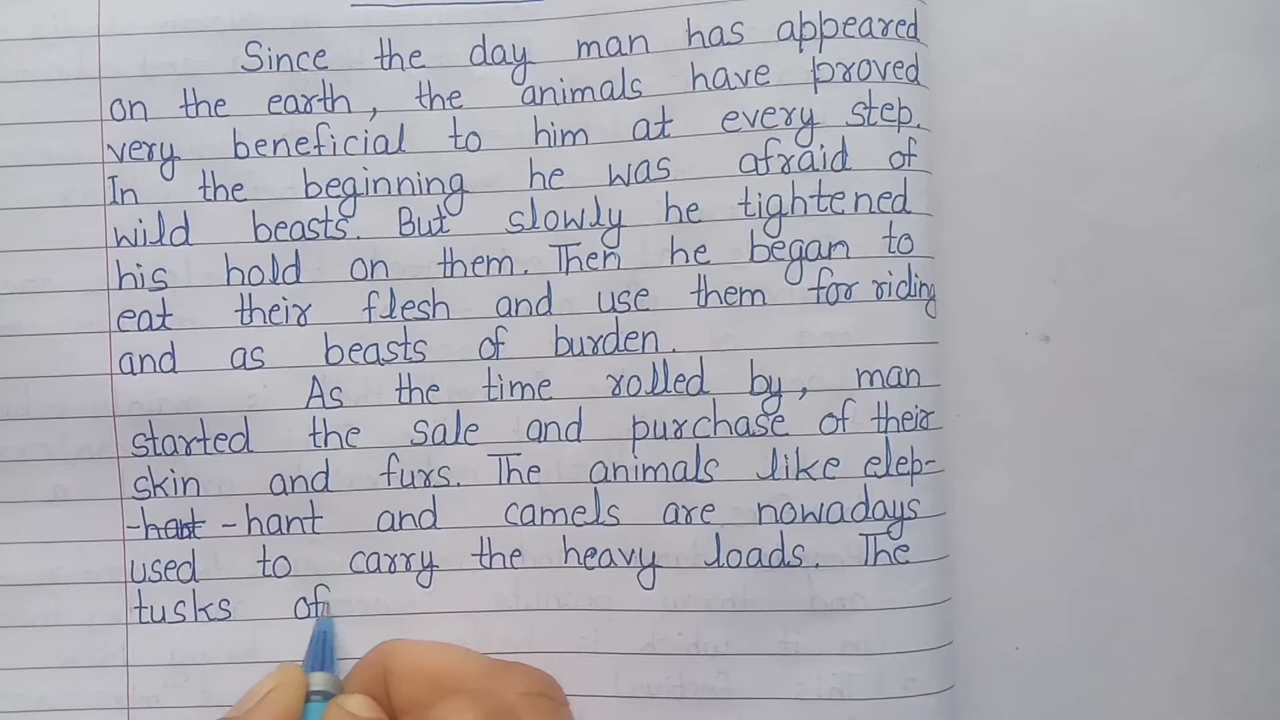 Since the day man has appeared
on the earth, the animals have proved
very beneficial to him at every step.
In the beginning he was afraid of
wild beasts. But slowly he tightened
his hold on them. Then he began to
eat their flesh and use them for riding
and as beasts of burden.
As the time rolled by, man
started the sale and purchase of their
skin and furs. The animals like elep-
-hant -hant and camels are nowadays
used to carry the heavy loads. The
tusks of